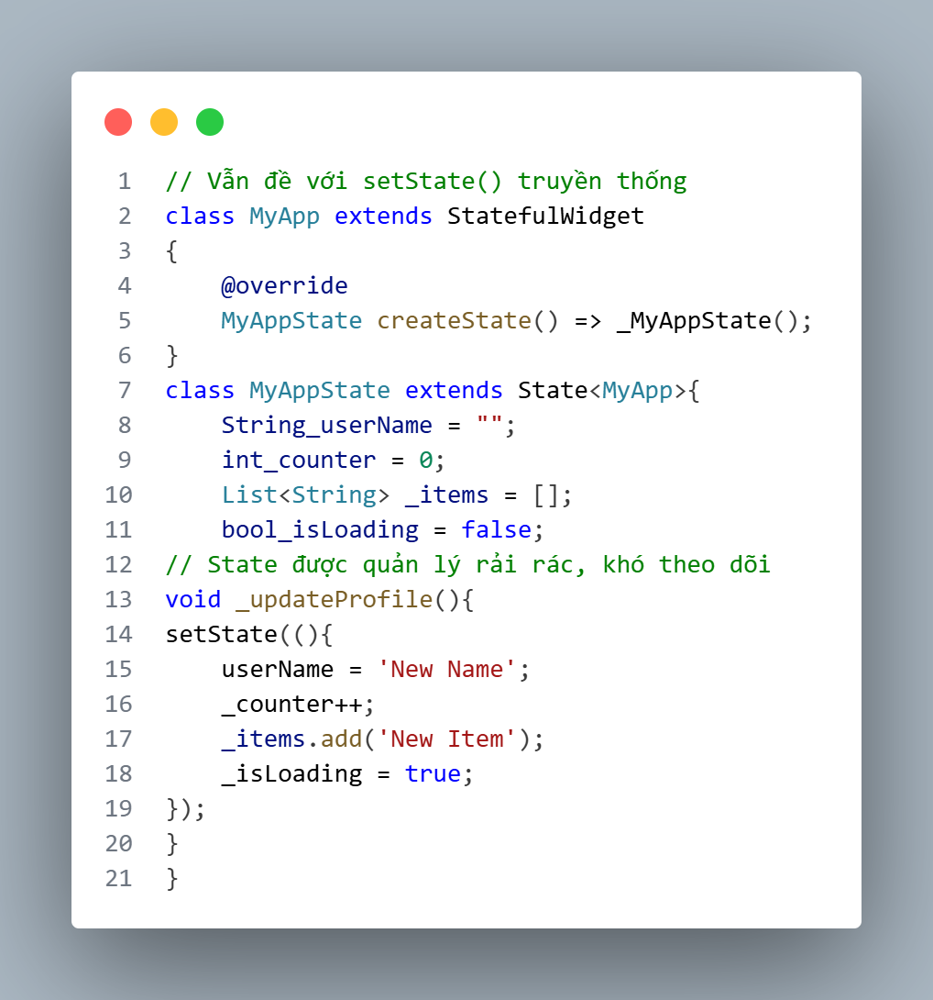 1 // Vẫn đề với setState() truyền thống
2 class MyApp extends StatefulWidget
3 {
4     @override
5     MyAppState createState() => _MyAppState();
6 }
7 class MyAppState extends State<MyApp>{
8     String_userName = "";
9     int_counter = 0;
10     List<String> _items = [];
11     bool_isLoading = false;
12 // State được quản lý rải rác, khó theo dõi
13 void _updateProfile(){
14 setState((){
15     userName = 'New Name';
16     _counter++;
17     _items.add('New Item');
18     _isLoading = true;
19 });
20 }
21 }